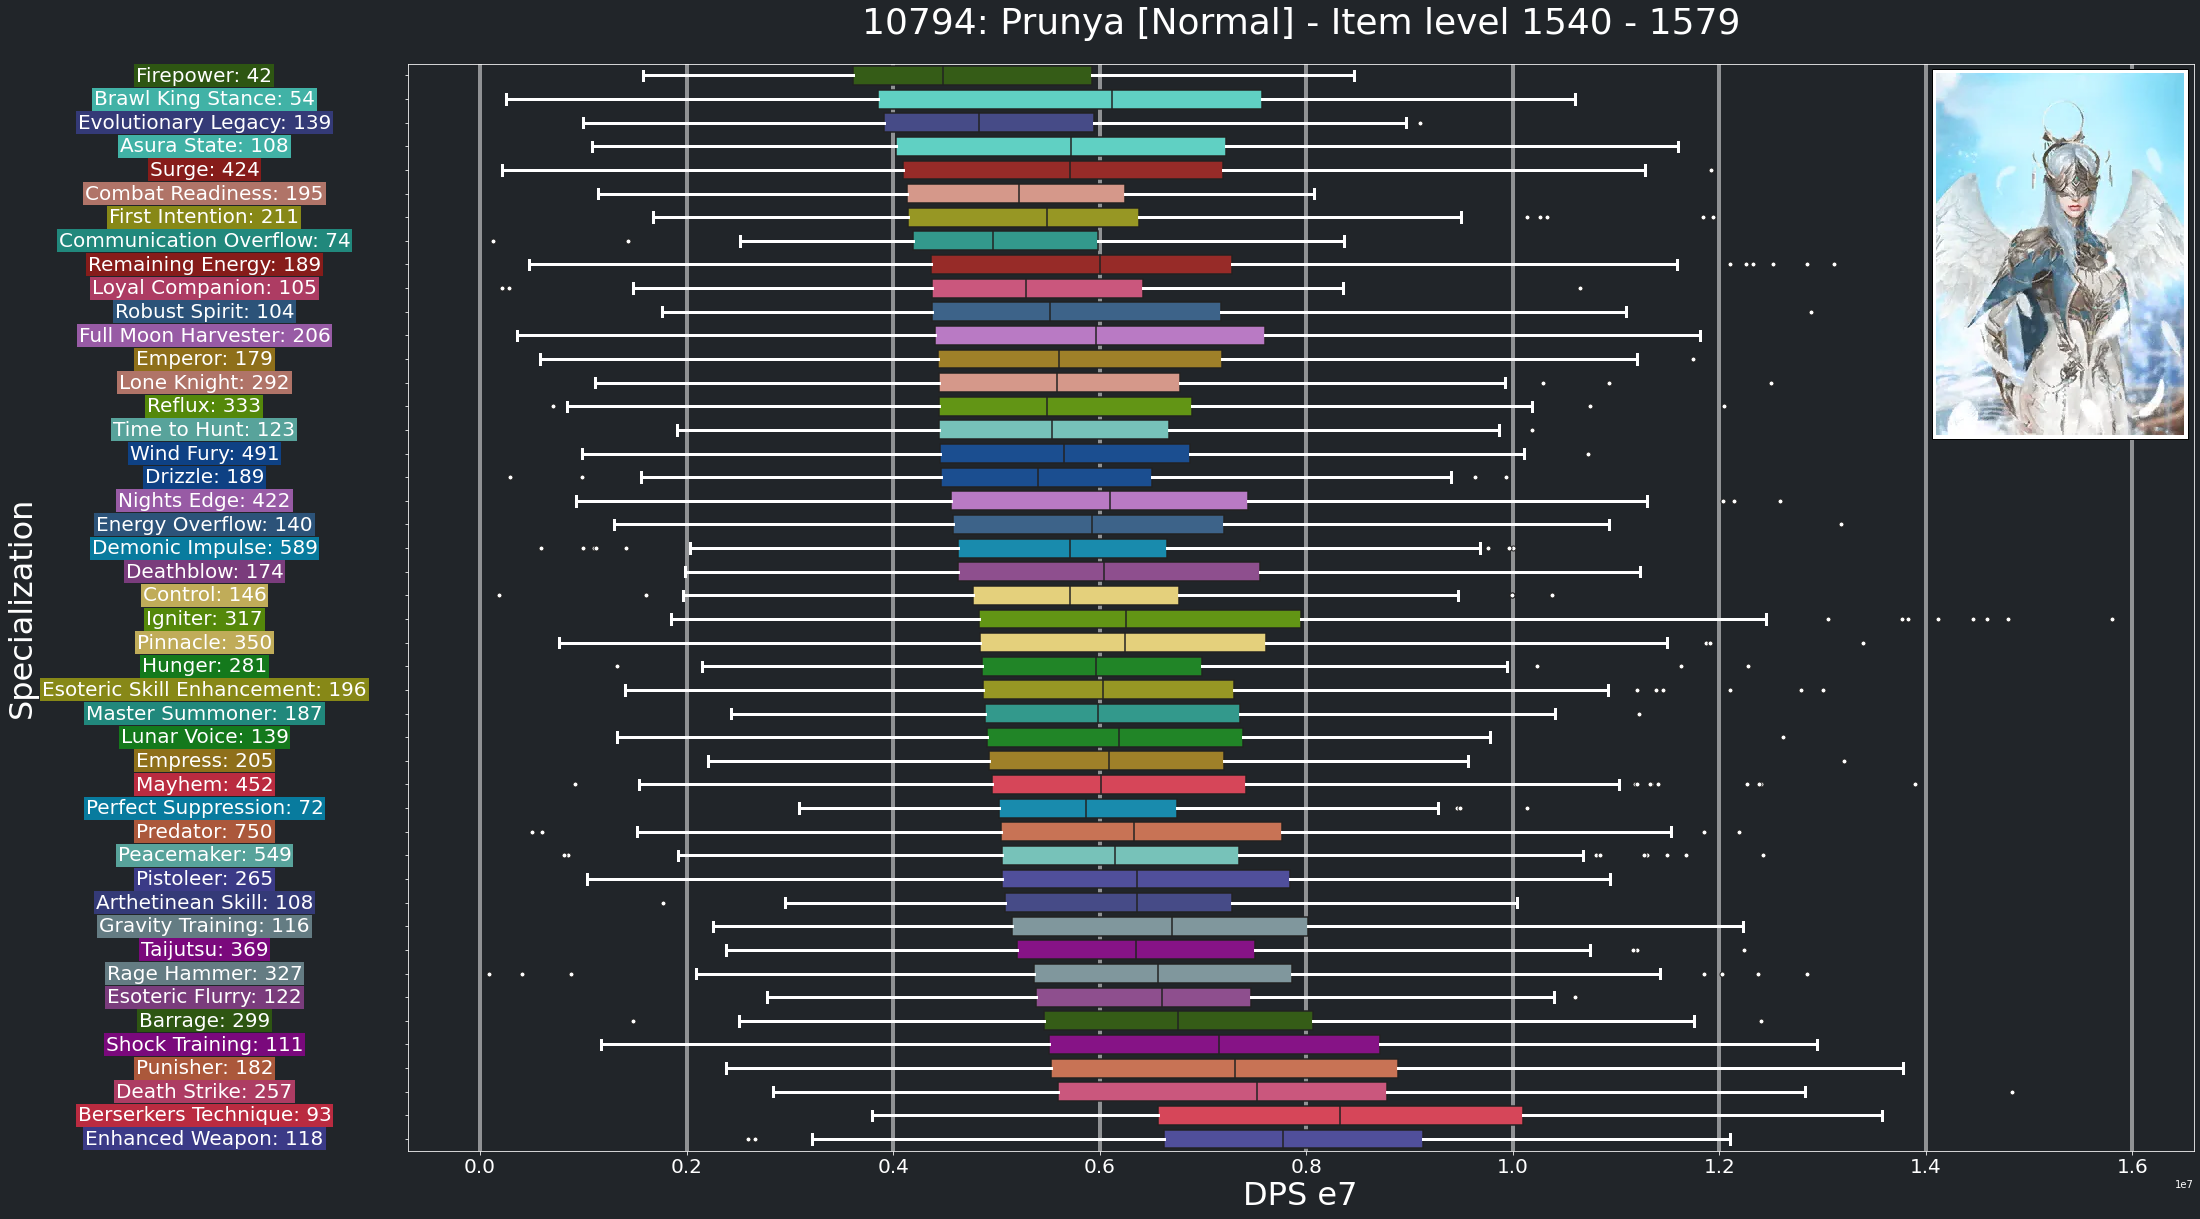 10794: Prunya [Normal] - Item level 1540 - 1579
Firepower: 42
Brawl King Stance: 54
Evolutionary Legacy: 139
Asura State: 108
Surge: 424
Combat Readiness: 195
First Intention: 211
Communication Overflow: 74
Remaining Energy: 189
Loyal Companion: 105
Robust Spirit: 104
Full Moon Harvester: 206
Emperor: 179
Lone Knight: 292
Reflux: 333
Time to Hunt: 123
Wind Fury: 491
Drizzle: 189
Nights Edge: 422
Energy Overflow: 140
Demonic Impulse: 589
Deathblow: 174
Control: 146
Igniter: 317
Pinnacle: 350
Hunger: 281
Esoteric Skill Enhancement: 196
Master Summoner: 187
Lunar Voice: 139
Empress: 205
Mayhem: 452
Perfect Suppression: 72
Predator: 750
Peacemaker: 549
Pistoleer: 265
Arthetinean Skill: 108
Gravity Training: 116
Taijutsu: 369
Rage Hammer: 327
Esoteric Flurry: 122
Barrage: 299
Shock Training: 111
Punisher: 182
Death Strike: 257
Berserkers Technique: 93
Enhanced Weapon: 118
Specialization
0.0 0.2 0.4 0.6 0.8 1.0 1.2 1.4 1.6
1e7
DPS e7